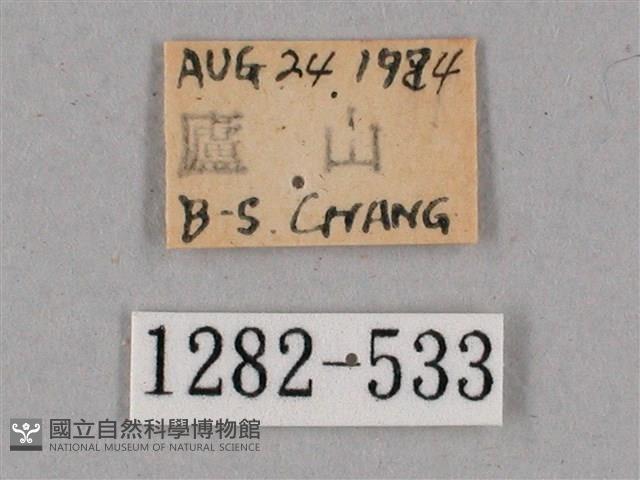 AUG 24. 1984
廬 山
B-S. CHANG
1282-533
國立自然科學博物館
NATIONAL MUSEUM OF NATURAL SCIENCE